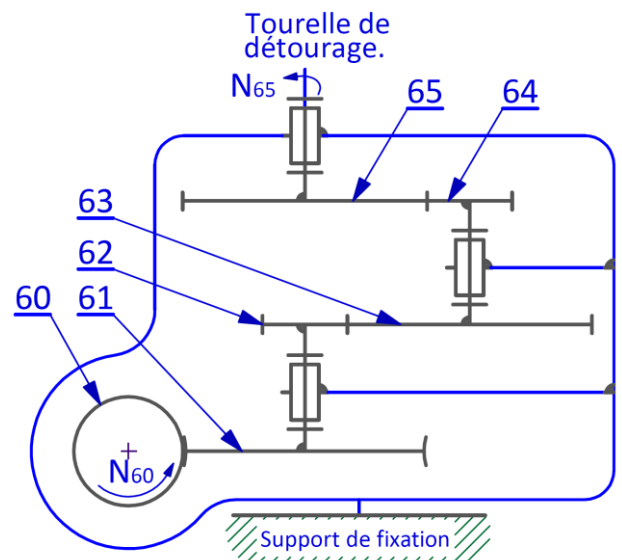 Tourelle de
détourage.
N65
65
64
63
62
60
61
N60
Support de fixation